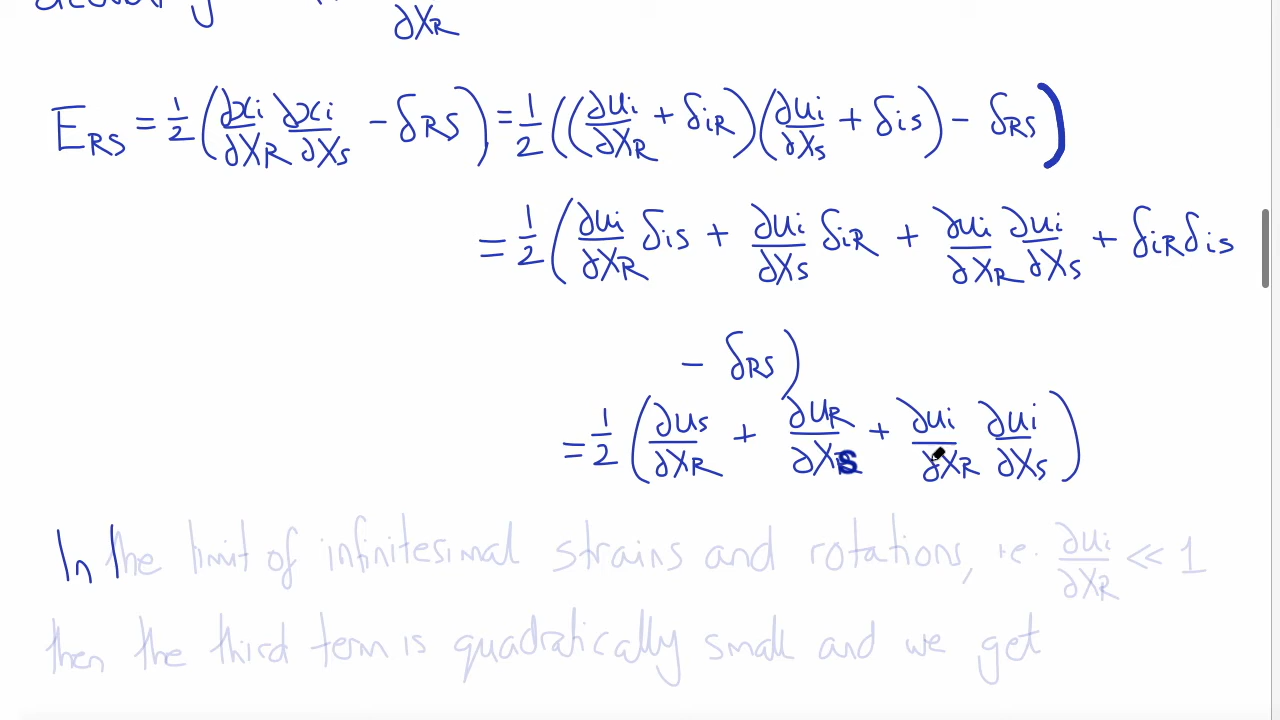 ∂X_R
E_RS = 1/2 (∂x_i/∂X_R ∂x_i/∂X_S - δ_RS) = 1/2 ((∂u_i/∂X_R + δ_iR)(∂u_i/∂X_S + δ_iS) - δ_RS)
= 1/2 (∂u_i/∂X_R δ_iS + ∂u_i/∂X_S δ_iR + ∂u_i/∂X_R ∂u_i/∂X_S + δ_iR δ_iS
- δ_RS)
= 1/2 (∂u_S/∂X_R + ∂u_R/∂X_S + ∂u_i/∂X_R ∂u_i/∂X_S)
In the limit of infinitesimal strains and rotations, i.e. ∂u_i/∂X_R ≪ 1
then the third term is quadratically small and we get